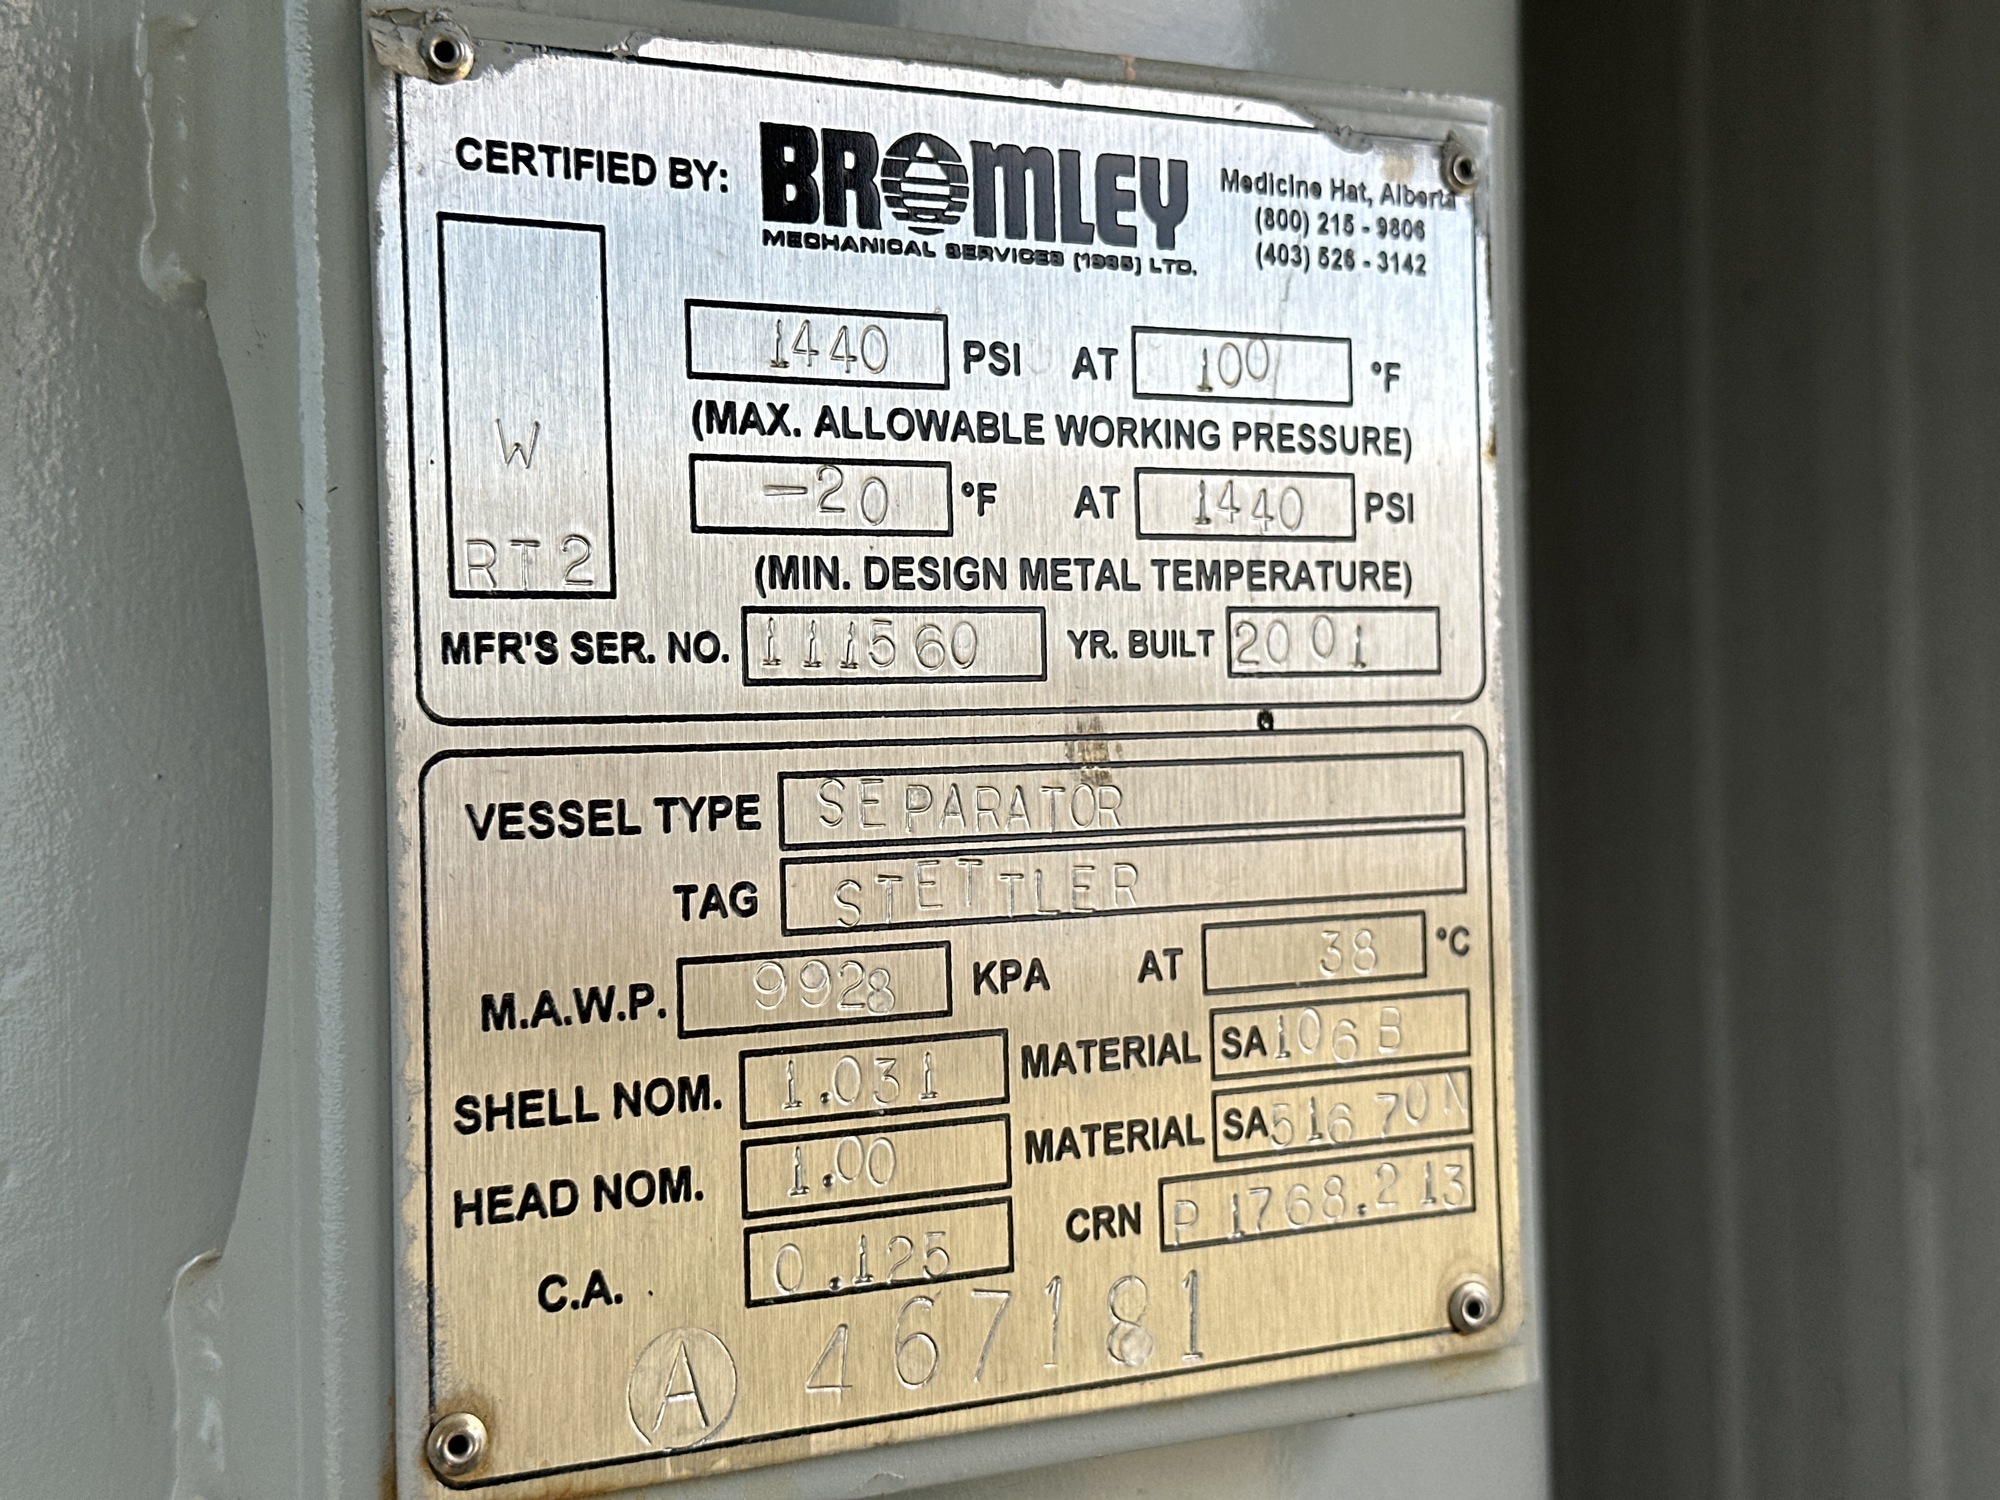 CERTIFIED BY: BROMLEY
MECHANICAL SERVICES (1985) LTD.
Medicine Hat, Alberta
(800) 215 - 9806
(403) 526 - 3142
W
RT2
1440 PSI AT 100 °F
(MAX. ALLOWABLE WORKING PRESSURE)
-20 °F AT 1440 PSI
(MIN. DESIGN METAL TEMPERATURE)
MFR'S SER. NO. 111560 YR. BUILT 2001
VESSEL TYPE SEPARATOR
TAG STETTLER
M.A.W.P. 9928 KPA AT 38 °C
SHELL NOM. 1.031 MATERIAL SA106B
HEAD NOM. 1.00 MATERIAL SA516 70N
C.A. 0.125 CRN P1768.213
A 467181